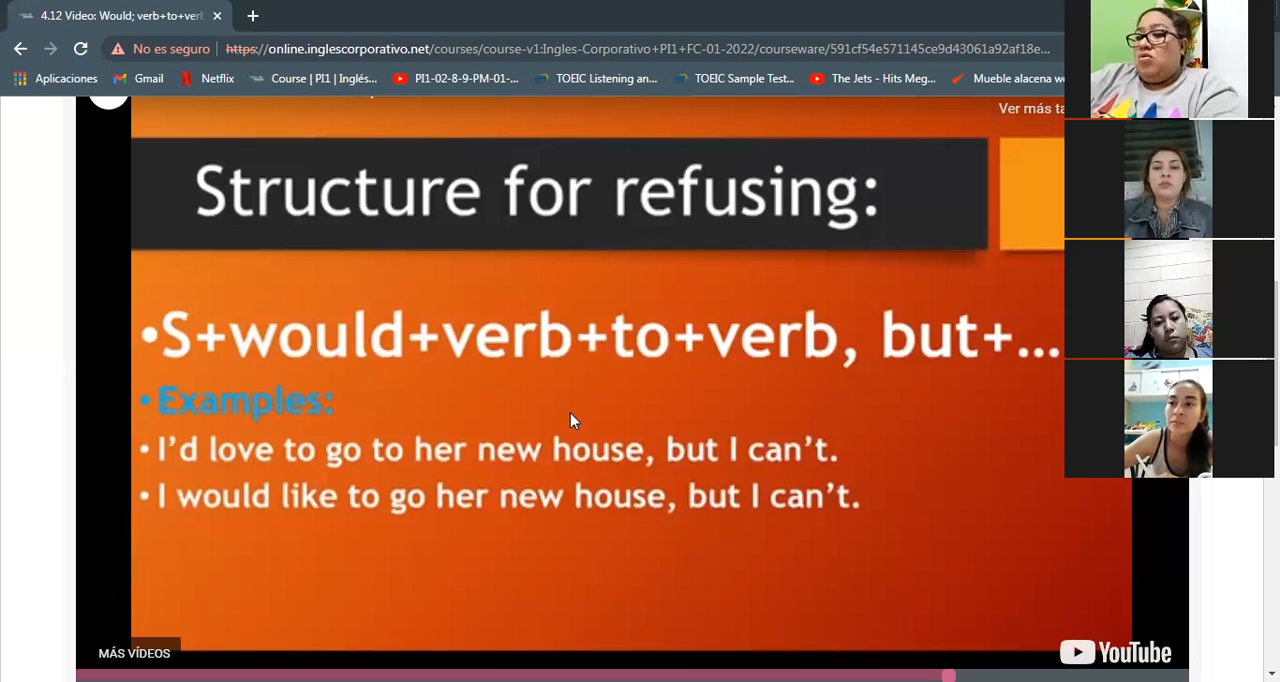 4.12 Video: Would; verb+to+verb
No es seguro
https://online.inglescorporativo.net/courses/course-v1:Ingles-Corporativo+PI1+FC-01-2022/courseware/591cf54e571145ce9d43061a92af18e...
Aplicaciones
Gmail
Netflix
Course | PI1 | Inglés...
PI1-02-8-9-PM-01-...
TOEIC Listening an...
TOEIC Sample Test...
The Jets - Hits Meg...
Mueble alacena
Ver más
Structure for refusing:
•S+would+verb+to+verb, but+...
• Examples:
• I'd love to go to her new house, but I can't.
• I would like to go her new house, but I can't.
MÁS VÍDEOS
YouTube